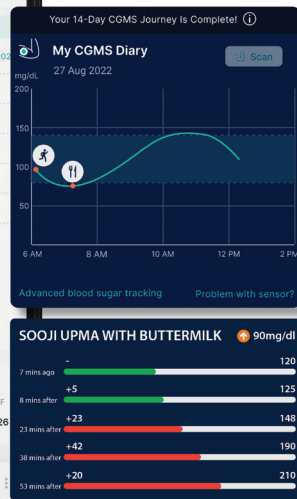 Your 14-Day CGMS Journey Is Complete!
My CGMS Diary
Scan
27 Aug 2022
mg/dL
200
150
100
50
6 AM 8 AM 10 AM 12 PM 2 PM
Advanced blood sugar tracking Problem with sensor?
SOOJI UPMA WITH BUTTERMILK 90mg/dl
- 120
7 mins ago
+5 125
8 mins after
+23 148
23 mins after
+42 190
38 mins after
+20 210
53 mins after